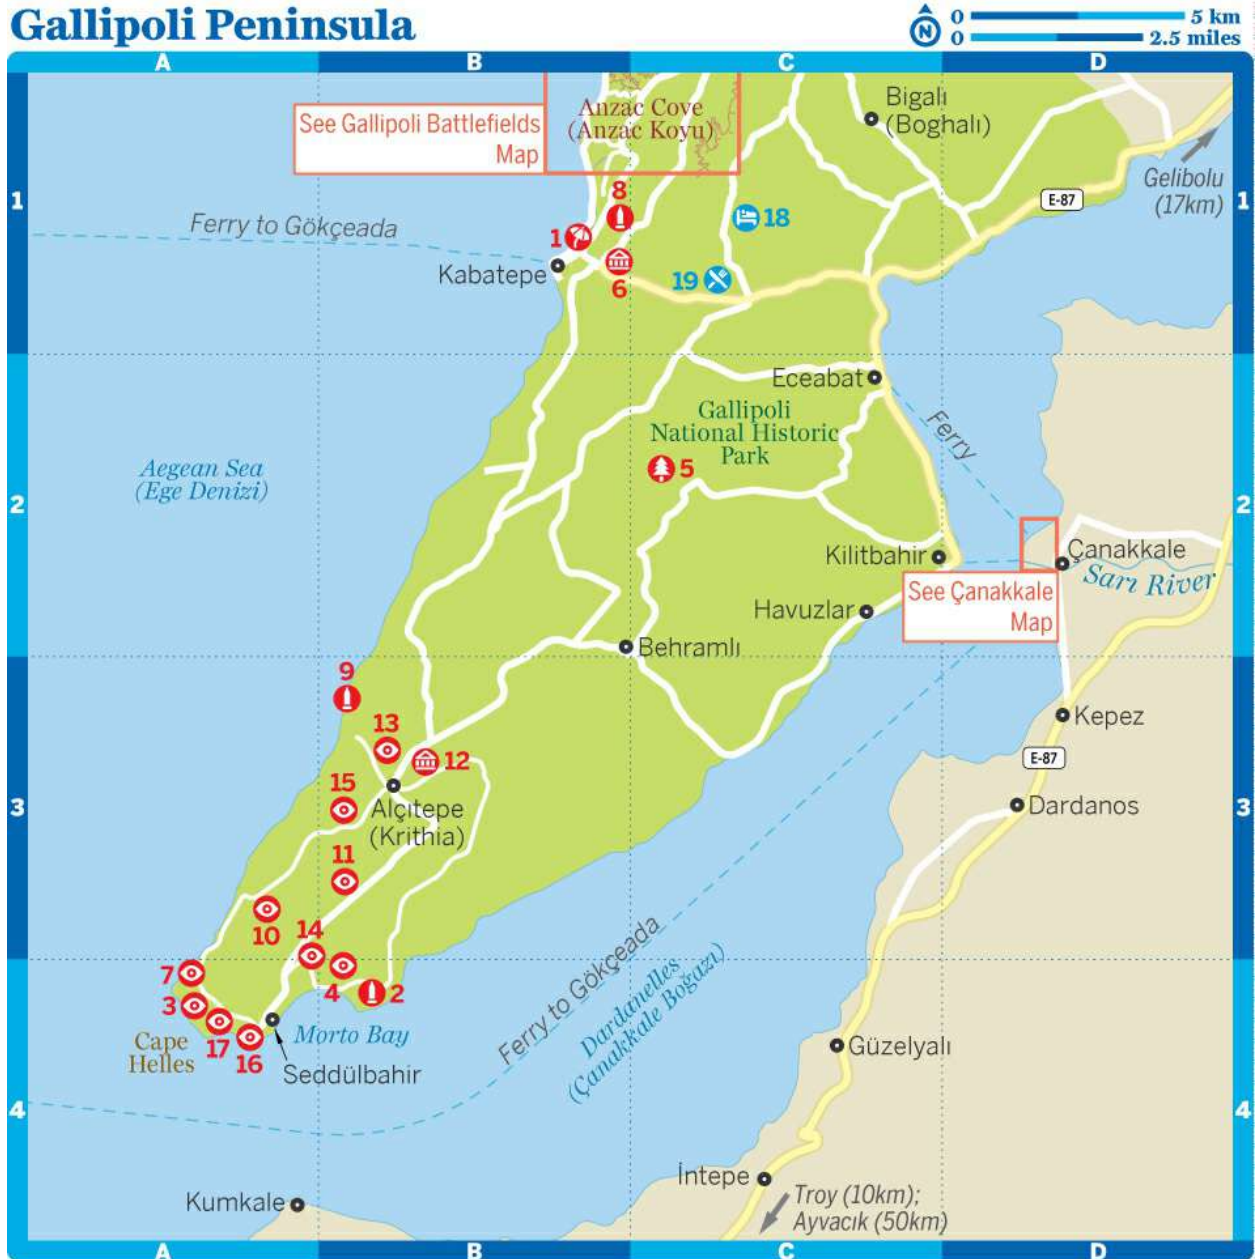 Gallipoli Peninsula
N
0 5 km
0 2.5 miles
A B C D
Anzac Cove
(Anzac Koyu)
See Gallipoli Battlefields
Map
Bigalı
(Boghalı)
Gelibolu
(17km)
E-87
1 1
8
18
Ferry to Gökçeada
1
Kabatepe
6
19
Eceabat
Gallipoli
National Historic
Park
Ferry
5
Aegean Sea
(Ege Denizi)
2 2
Kilitbahir
Çanakkale
Sarı River
See Çanakkale
Map
Havuzlar
Behramlı
9
13
12
Kepez
E-87
15
Alçıtepe
(Krithia)
3 3
Dardanos
11
10
14
7
4
2
3
17
16
Cape
Helles
Morto Bay
Seddülbahir
Ferry to Gökçeada
Dardanelles
(Çanakkale Boğazı)
Güzelyalı
4 4
İntepe
Troy (10km);
Ayvacık (50km)
Kumkale
A B C D